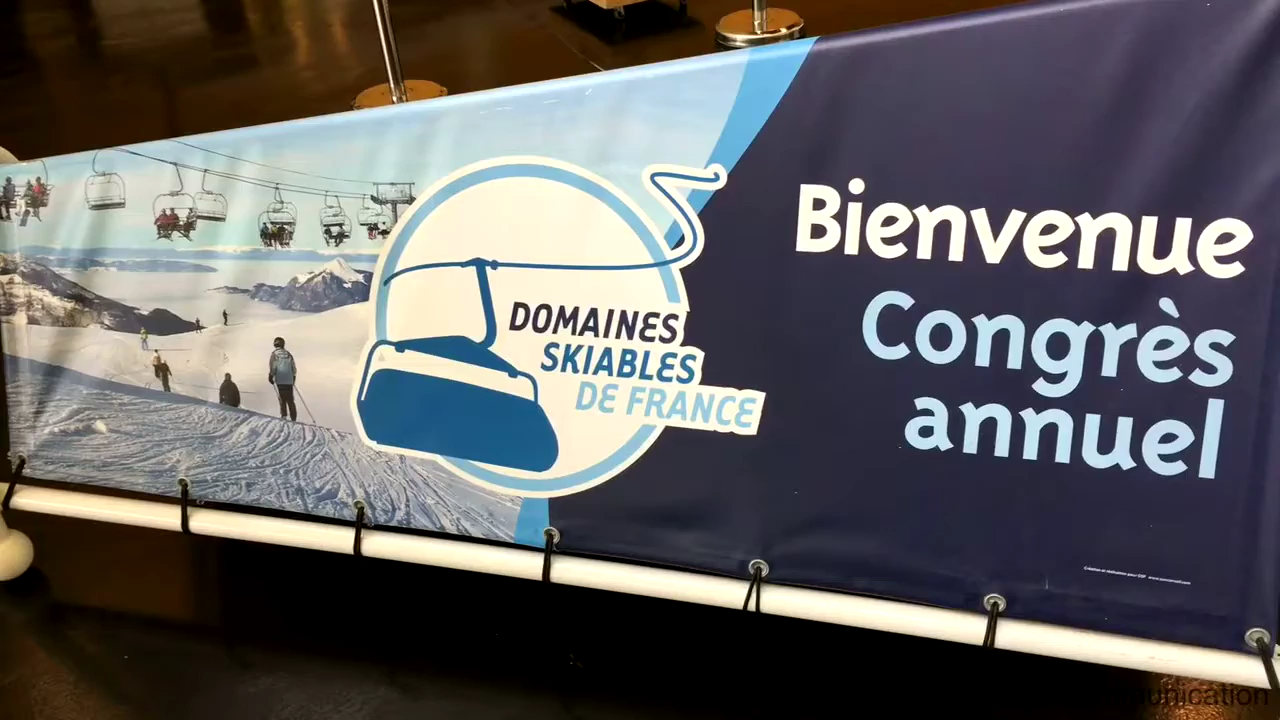 DOMAINES
SKIABLES
DE FRANCE
Bienvenue
Congrès
annuel